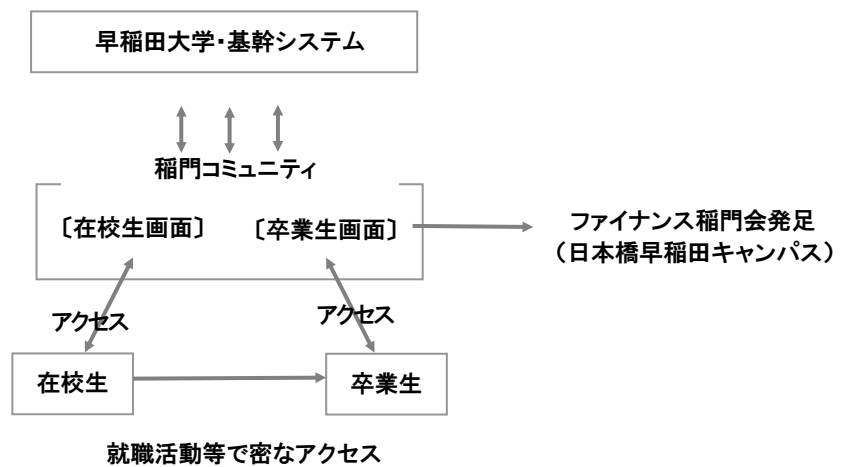 早稲田大学・基幹システム
稲門コミュニティ
〔在校生画面〕 〔卒業生画面〕
ファイナンス稲門会発足
（日本橋早稲田キャンパス）
アクセス アクセス
在校生 卒業生
就職活動等で密なアクセス